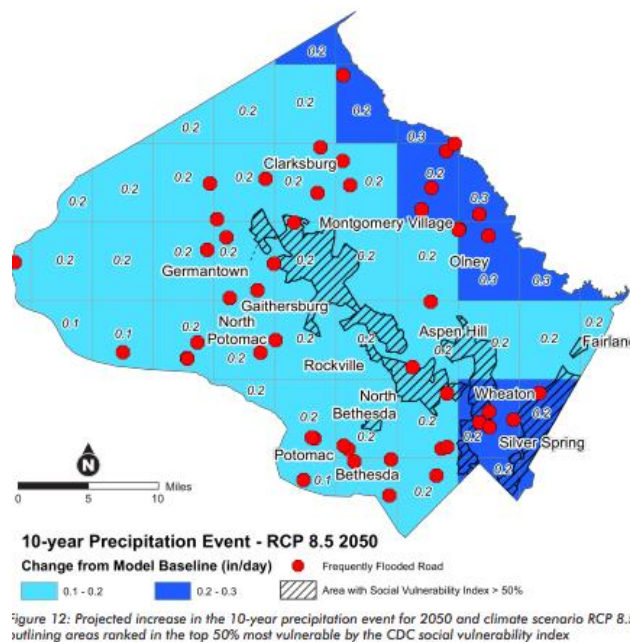 0.2
0.2 0.2
0.2 0.2 0.2 0.3
Clarksburg
0.2 0.2 0.2 0.2 0.2 0.2
0.3
Montgomery Village
0.2 0.2 0.2 0.2 0.2
Germantown
Olney
0.3 0.3
Gaithersburg
0.1
0.1
North
Potomac
0.2
0.2
0.2
Aspen Hill
0.2
0.2
0.2
Fairland
Rockville
0.2
North
Bethesda
0.2
Wheaton
0.2
0.2
Silver Spring
Potomac
0.1
Bethesda
0.2
0.2
N
0 5 10
Miles
10-year Precipitation Event - RCP 8.5 2050
Change from Model Baseline (in/day)
Frequently Flooded Road
0.1 - 0.2
0.2 - 0.3
Area with Social Vulnerability Index > 50%
Figure 12: Projected increase in the 10-year precipitation event for 2050 and climate scenario RCP 8.5
outlining areas ranked in the top 50% most vulnerable by the CDC social vulnerability index